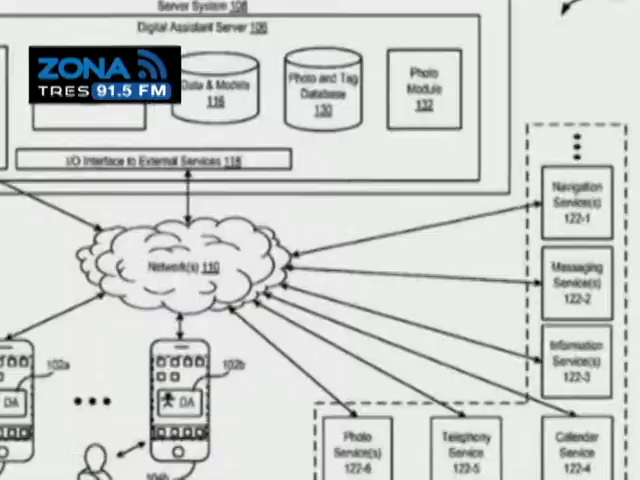 Server System 108
Digital Assistant Server 106
ZONA
TRES 91.5 FM
Data & Models
116
Photo and Tag
Database
130
Photo
Module
132
I/O Interface to External Services 118
Navigation
Service(s)
122-1
Network(s) 110
Messaging
Service(s)
122-2
Information
Service(s)
122-3
102a
102b
DA
DA
Photo
Service(s)
122-6
Telephony
Service
122-5
Calendar
Service
122-4
104b